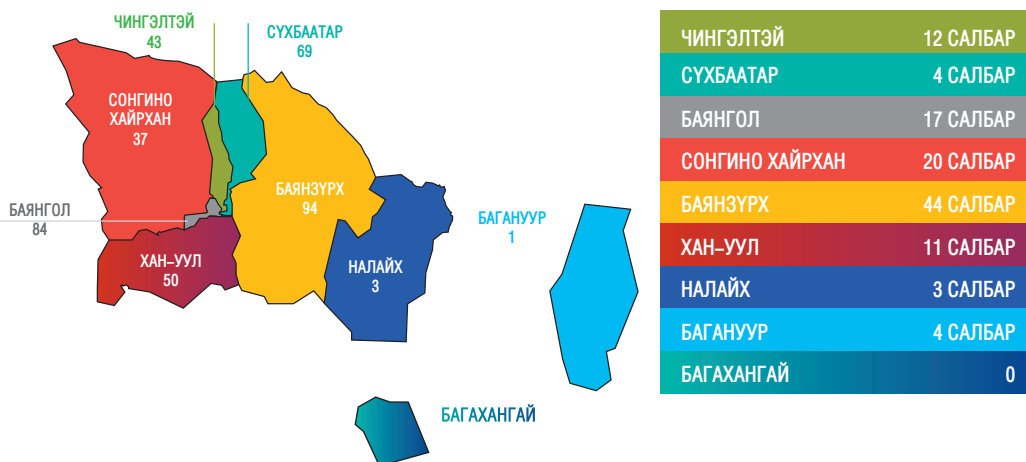 ЧИНГЭЛТЭЙ
43
СҮХБААТАР
69
СОНГИНО
ХАЙРХАН
37
БАЯНЗҮРХ
94
БАЯНГОЛ
84
ХАН-УУЛ
50
НАЛАЙХ
3
БАГАНУУР
1
БАГАХАНГАЙ
ЧИНГЭЛТЭЙ 12 САЛБАР
СҮХБААТАР 4 САЛБАР
БАЯНГОЛ 17 САЛБАР
СОНГИНО ХАЙРХАН 20 САЛБАР
БАЯНЗҮРХ 44 САЛБАР
ХАН-УУЛ 11 САЛБАР
НАЛАЙХ 3 САЛБАР
БАГАНУУР 4 САЛБАР
БАГАХАНГАЙ 0